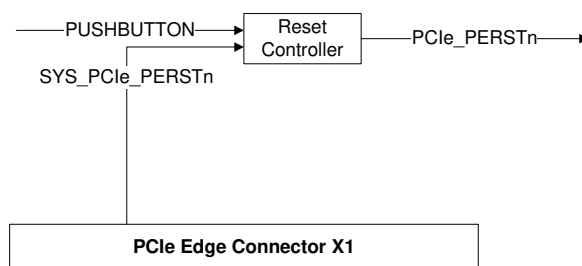 PUSHBUTTON
Reset
Controller
PCIe_PERSTn
SYS_PCIe_PERSTn
PCIe Edge Connector X1